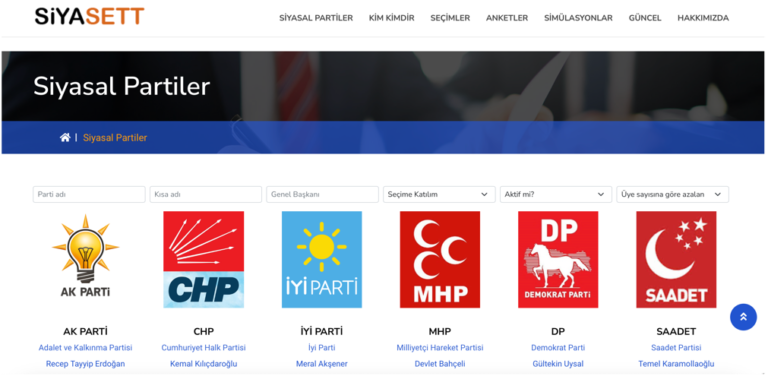 SİYASETT
SİYASAL PARTİLER KİM KİMDİR SEÇİMLER ANKETLER SİMÜLASYONLAR GÜNCEL HAKKIMIZDA
Siyasal Partiler
| Siyasal Partiler
Parti adı Kısa adı Genel Başkanı Seçime Katılım Aktif mi? Üye sayısına göre azalan
AK PARTİ
CHP
İYİ PARTİ
MHP
DP
DEMOKRAT PARTİ
SAADET
AK PARTİ CHP İYİ PARTİ MHP DP SAADET
Adalet ve Kalkınma Partisi Cumhuriyet Halk Partisi İyi Parti Milliyetçi Hareket Partisi Demokrat Parti Saadet Partisi
Recep Tayyip Erdoğan Kemal Kılıçdaroğlu Meral Akşener Devlet Bahçeli Gültekin Uysal Temel Karamollaoğlu